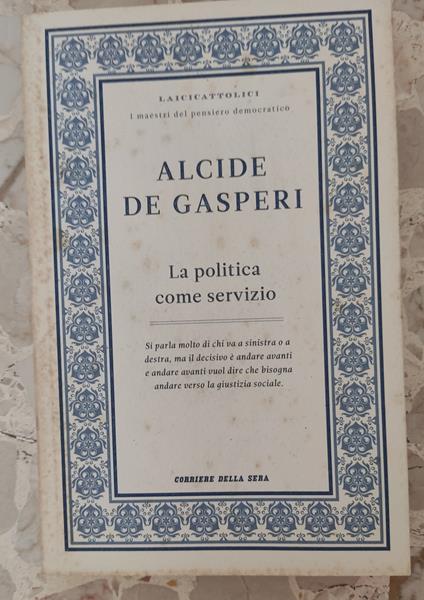 LAICICATTOLICI
I maestri del pensiero democratico
ALCIDE
DE GASPERI
La politica
come servizio
Si parla molto di chi va a sinistra o a
destra, ma il decisivo è andare avanti
e andare avanti vuol dire che bisogna
andare verso la giustizia sociale.
CORRIERE DELLA SERA